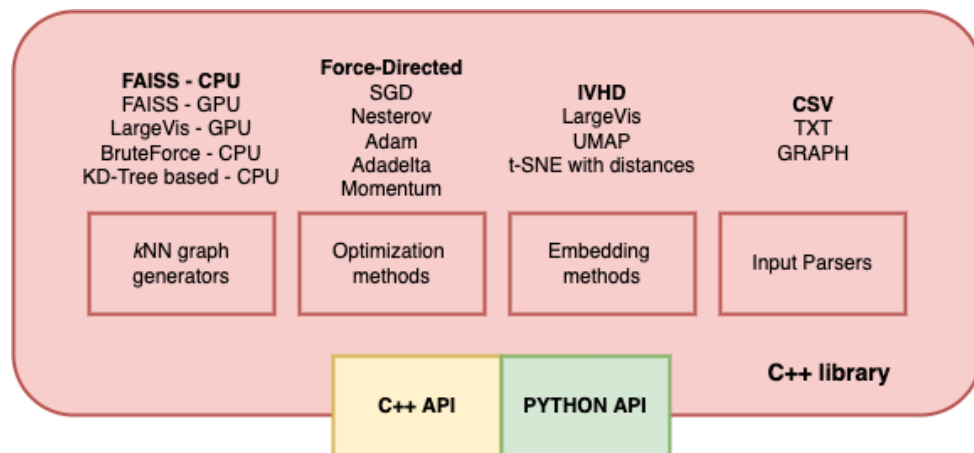 FAISS - CPU
FAISS - GPU
LargeVis - GPU
BruteForce - CPU
KD-Tree based - CPU
kNN graph
generators
Force-Directed
SGD
Nesterov
Adam
Adadelta
Momentum
Optimization
methods
IVHD
LargeVis
UMAP
t-SNE with distances
Embedding
methods
CSV
TXT
GRAPH
Input Parsers
C++ library
C++ API
PYTHON API